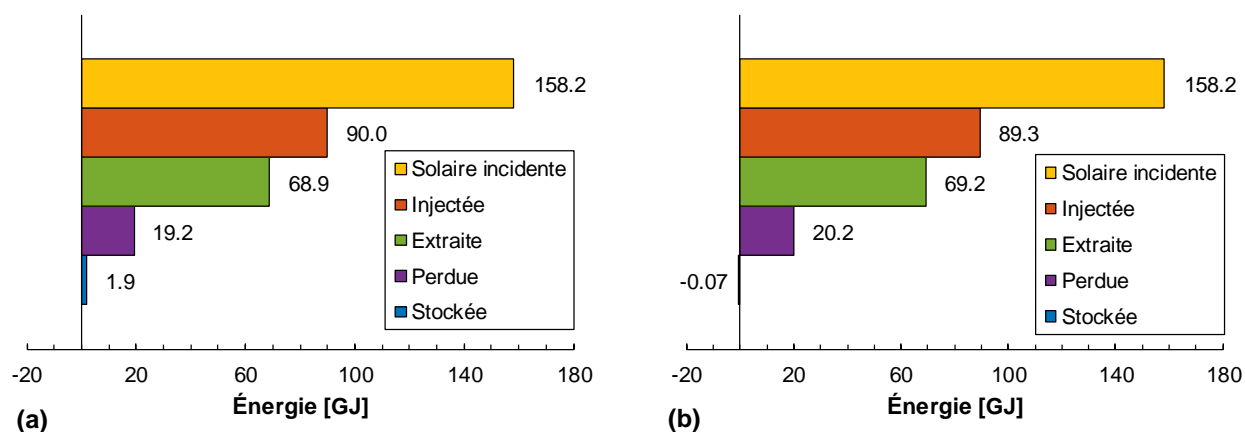 158.2
90.0
68.9
19.2
1.9
Solaire incidente
Injectée
Extraite
Perdue
Stockée
-20 20 60 100 140 180
Énergie [GJ]
(a)
158.2
89.3
69.2
20.2
-0.07
Solaire incidente
Injectée
Extraite
Perdue
Stockée
-20 20 60 100 140 180
Énergie [GJ]
(b)